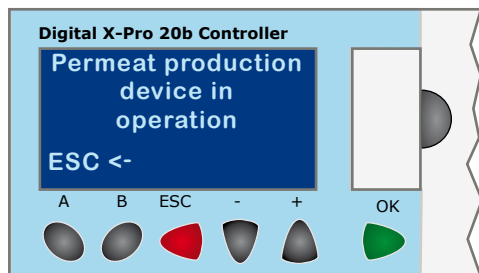 Digital X-Pro 20b Controller
Permeat production
device in
operation
ESC <-
A B ESC - + OK